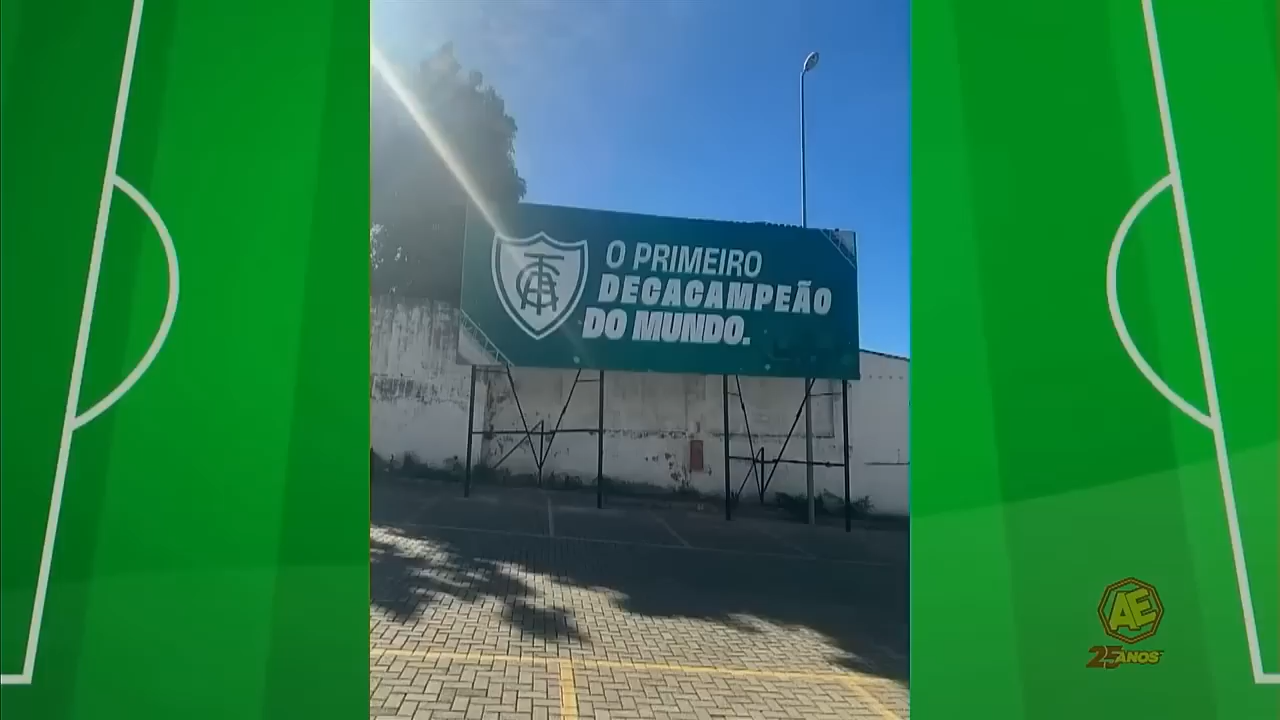 O PRIMEIRO
DECACAMPEÃO
DO MUNDO.
AE
25 ANOS